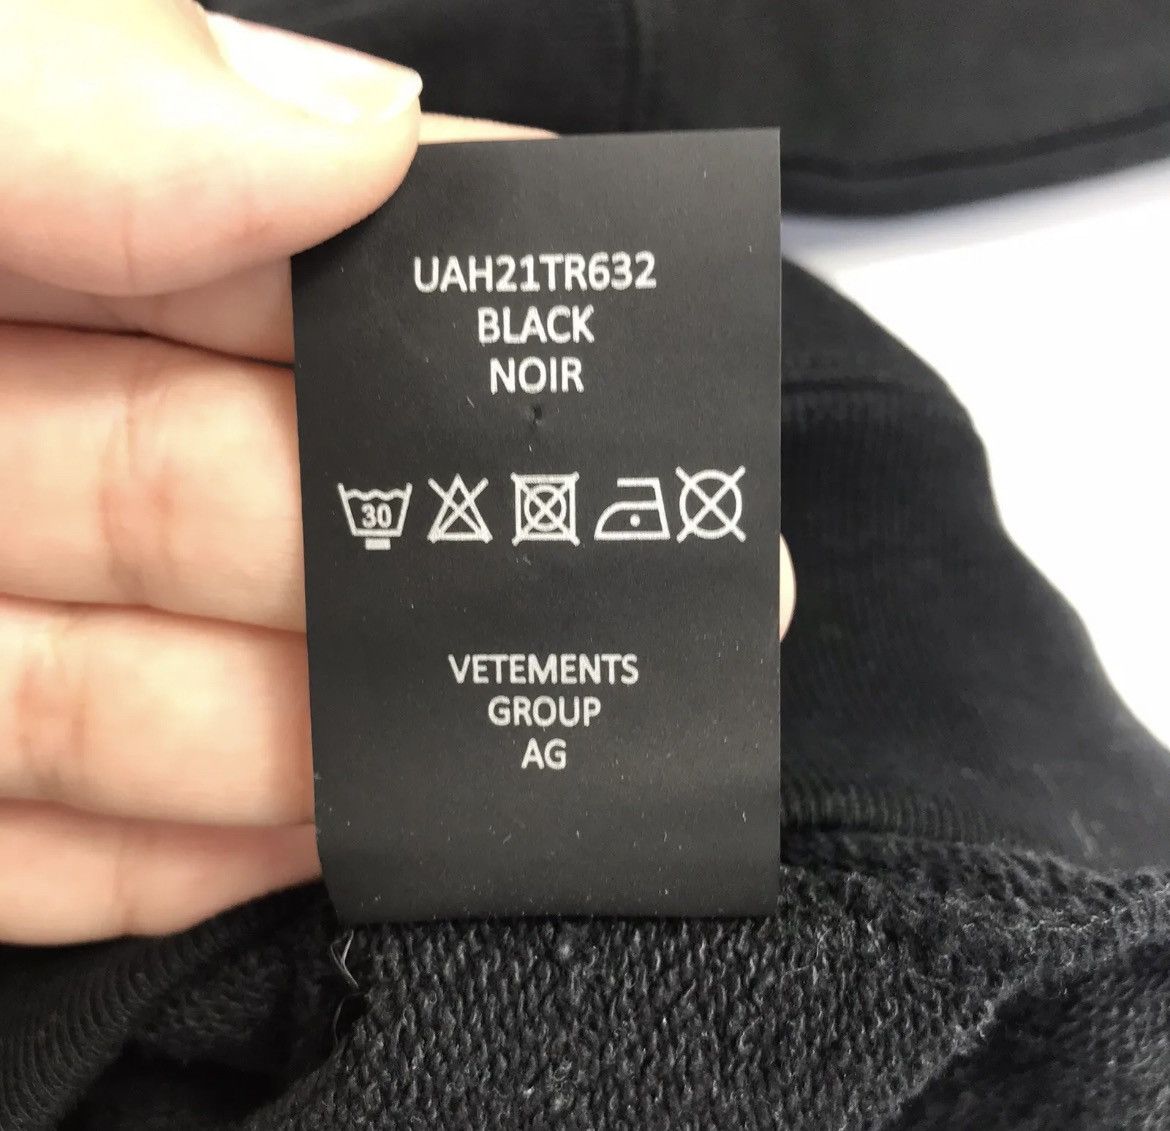 UAH21TR632
BLACK
NOIR
30
VETEMENTS
GROUP
AG